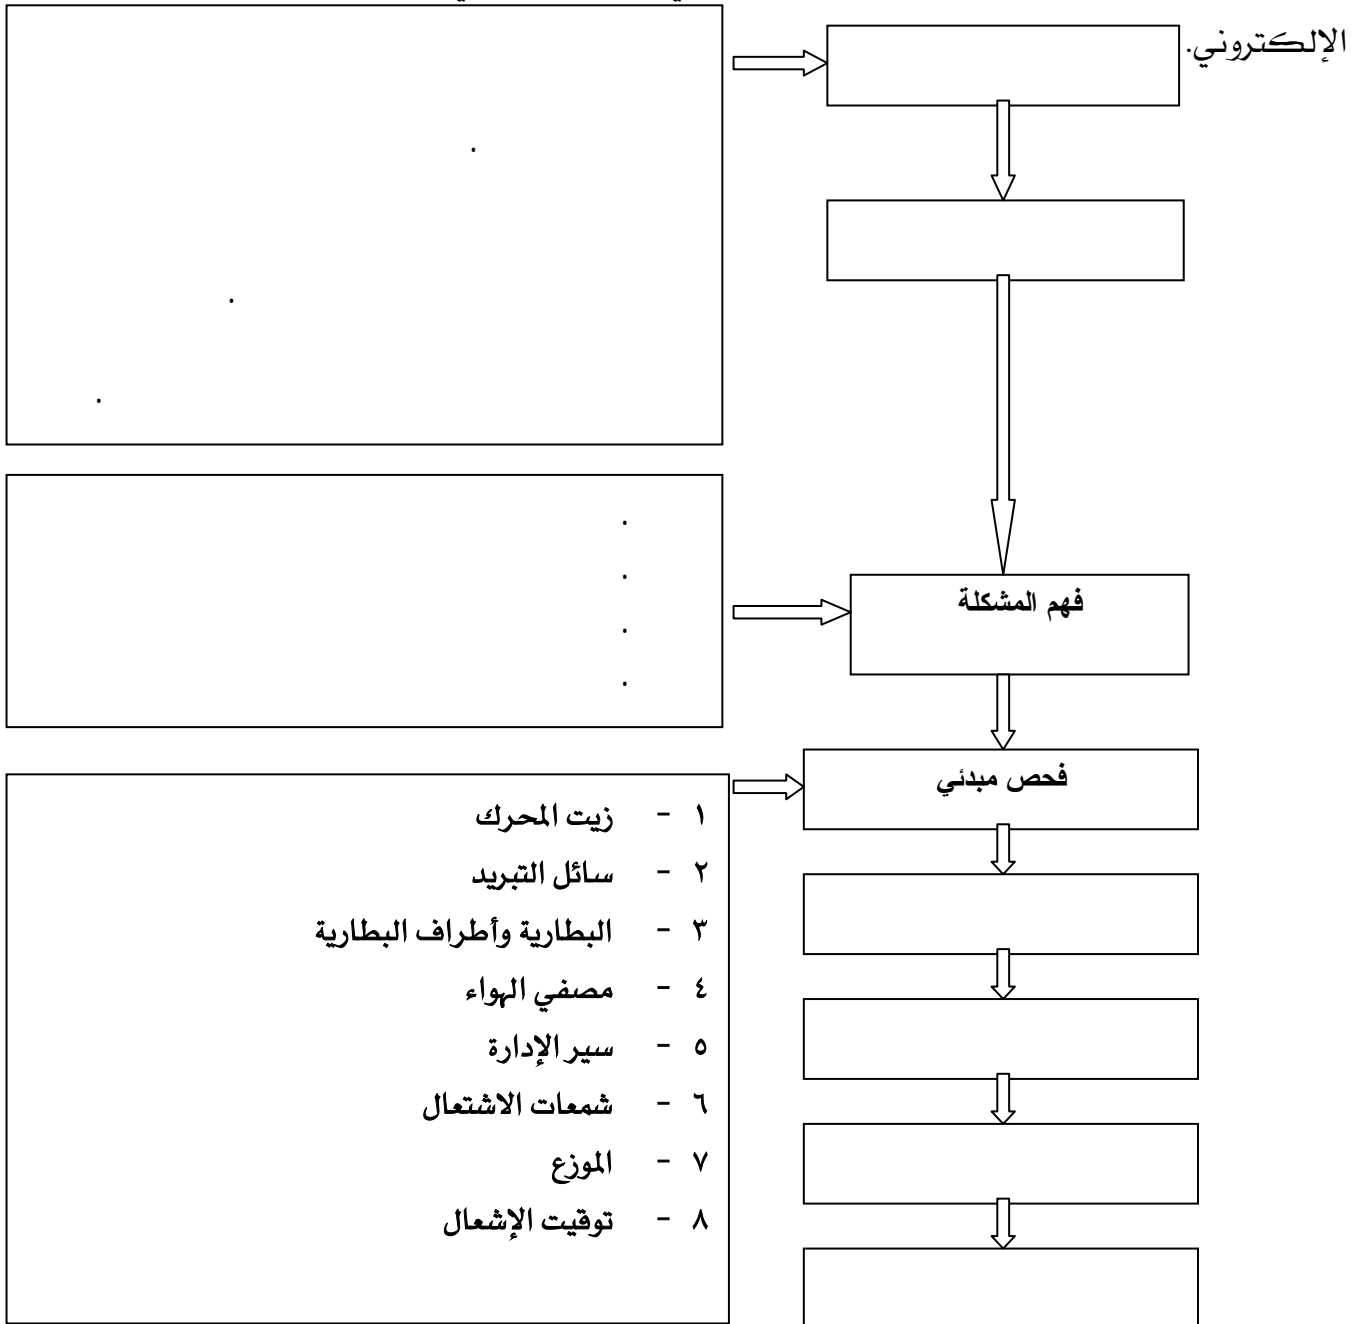 الإلكتروني.
فهم المشكلة
فحص مبدئي
١ - زيت المحرك
٢ - سائل التبريد
٣ - البطارية وأطراف البطارية
٤ - مصفي الهواء
٥ - سير الإدارة
٦ - شمعات الاشتعال
٧ - الموزع
٨ - توقيت الإشعال